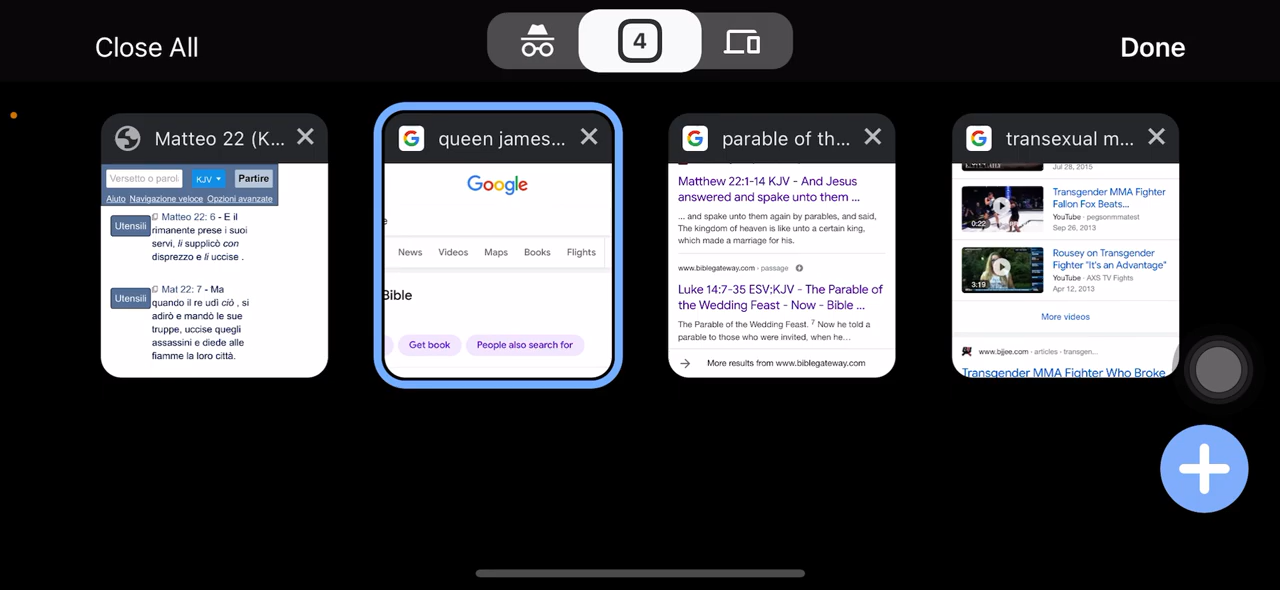 Close All
4
Done
Matteo 22 (K...
Versetto o parola
KJV
Partire
Aiuto Navigazione veloce Opzioni avanzate
Utensili
Matteo 22: 6 - E il
rimanente prese i suoi
servi, li supplicò con
disprezzo e li uccise .
Utensili
Mat 22: 7 - Ma
quando il re udì ciò , si
adirò e mandò le sue
truppe, uccise quegli
assassini e diede alle
fiamme la loro città.
queen james...
Google
e
News Videos Maps Books Flights
Bible
Get book
People also search for
parable of th...
Matthew 22:1-14 KJV - And Jesus
answered and spake unto them ...
... and spake unto them again by parables, and said,
The kingdom of heaven is like unto a certain king,
which made a marriage for his.
www.biblegateway.com › passage
Luke 14:7-35 ESV;KJV - The Parable of
the Wedding Feast - Now - Bible ...
The Parable of the Wedding Feast. 7 Now he told a
parable to those who were invited, when he...
More results from www.biblegateway.com
transexual m...
Jul 28, 2015
0:22
Transgender MMA Fighter
Fallon Fox Beats...
YouTube · pegsonmmatest
Sep 26, 2013
3:19
Rousey on Transgender
Fighter "It's an Advantage"
YouTube · AXS TV Fights
Apr 12, 2013
More videos
www.bjjee.com › articles › transgen...
Transgender MMA Fighter Who Broke